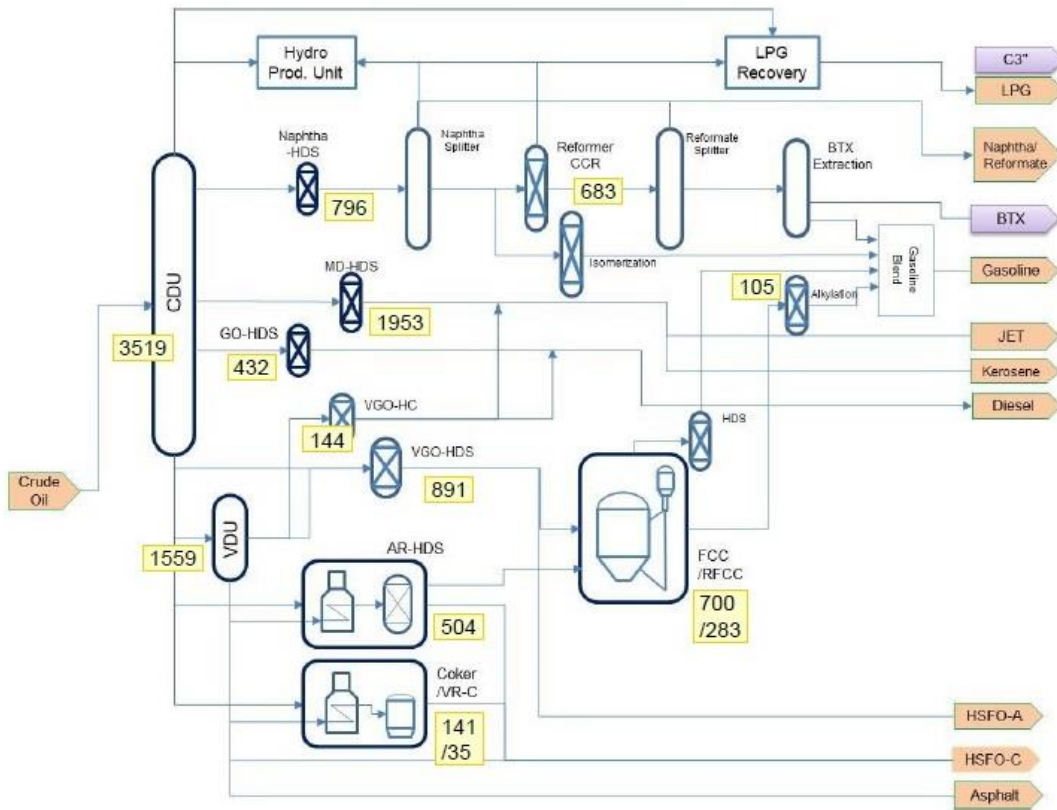 Hydro
Prod. Unit
LPG
Recovery
C3"
LPG
Naphtha
-HDS
Naphtha
Splitter
Reformer
CCR
Reformate
Splitter
BTX
Extraction
Naphtha/
Reformate
796
683
BTX
Isomerization
Gasoline
Blend
MD-HDS
105
Alkylation
Gasoline
CDU
1953
3519
GO-HDS
432
JET
Kerosene
VGO-HC
144
Diesel
HDS
VGO-HDS
891
Crude
Oil
VDU
1559
AR-HDS
504
FCC
/RFCC
700
/283
Coker
/VR-C
141
/35
HSFO-A
HSFO-C
Asphalt